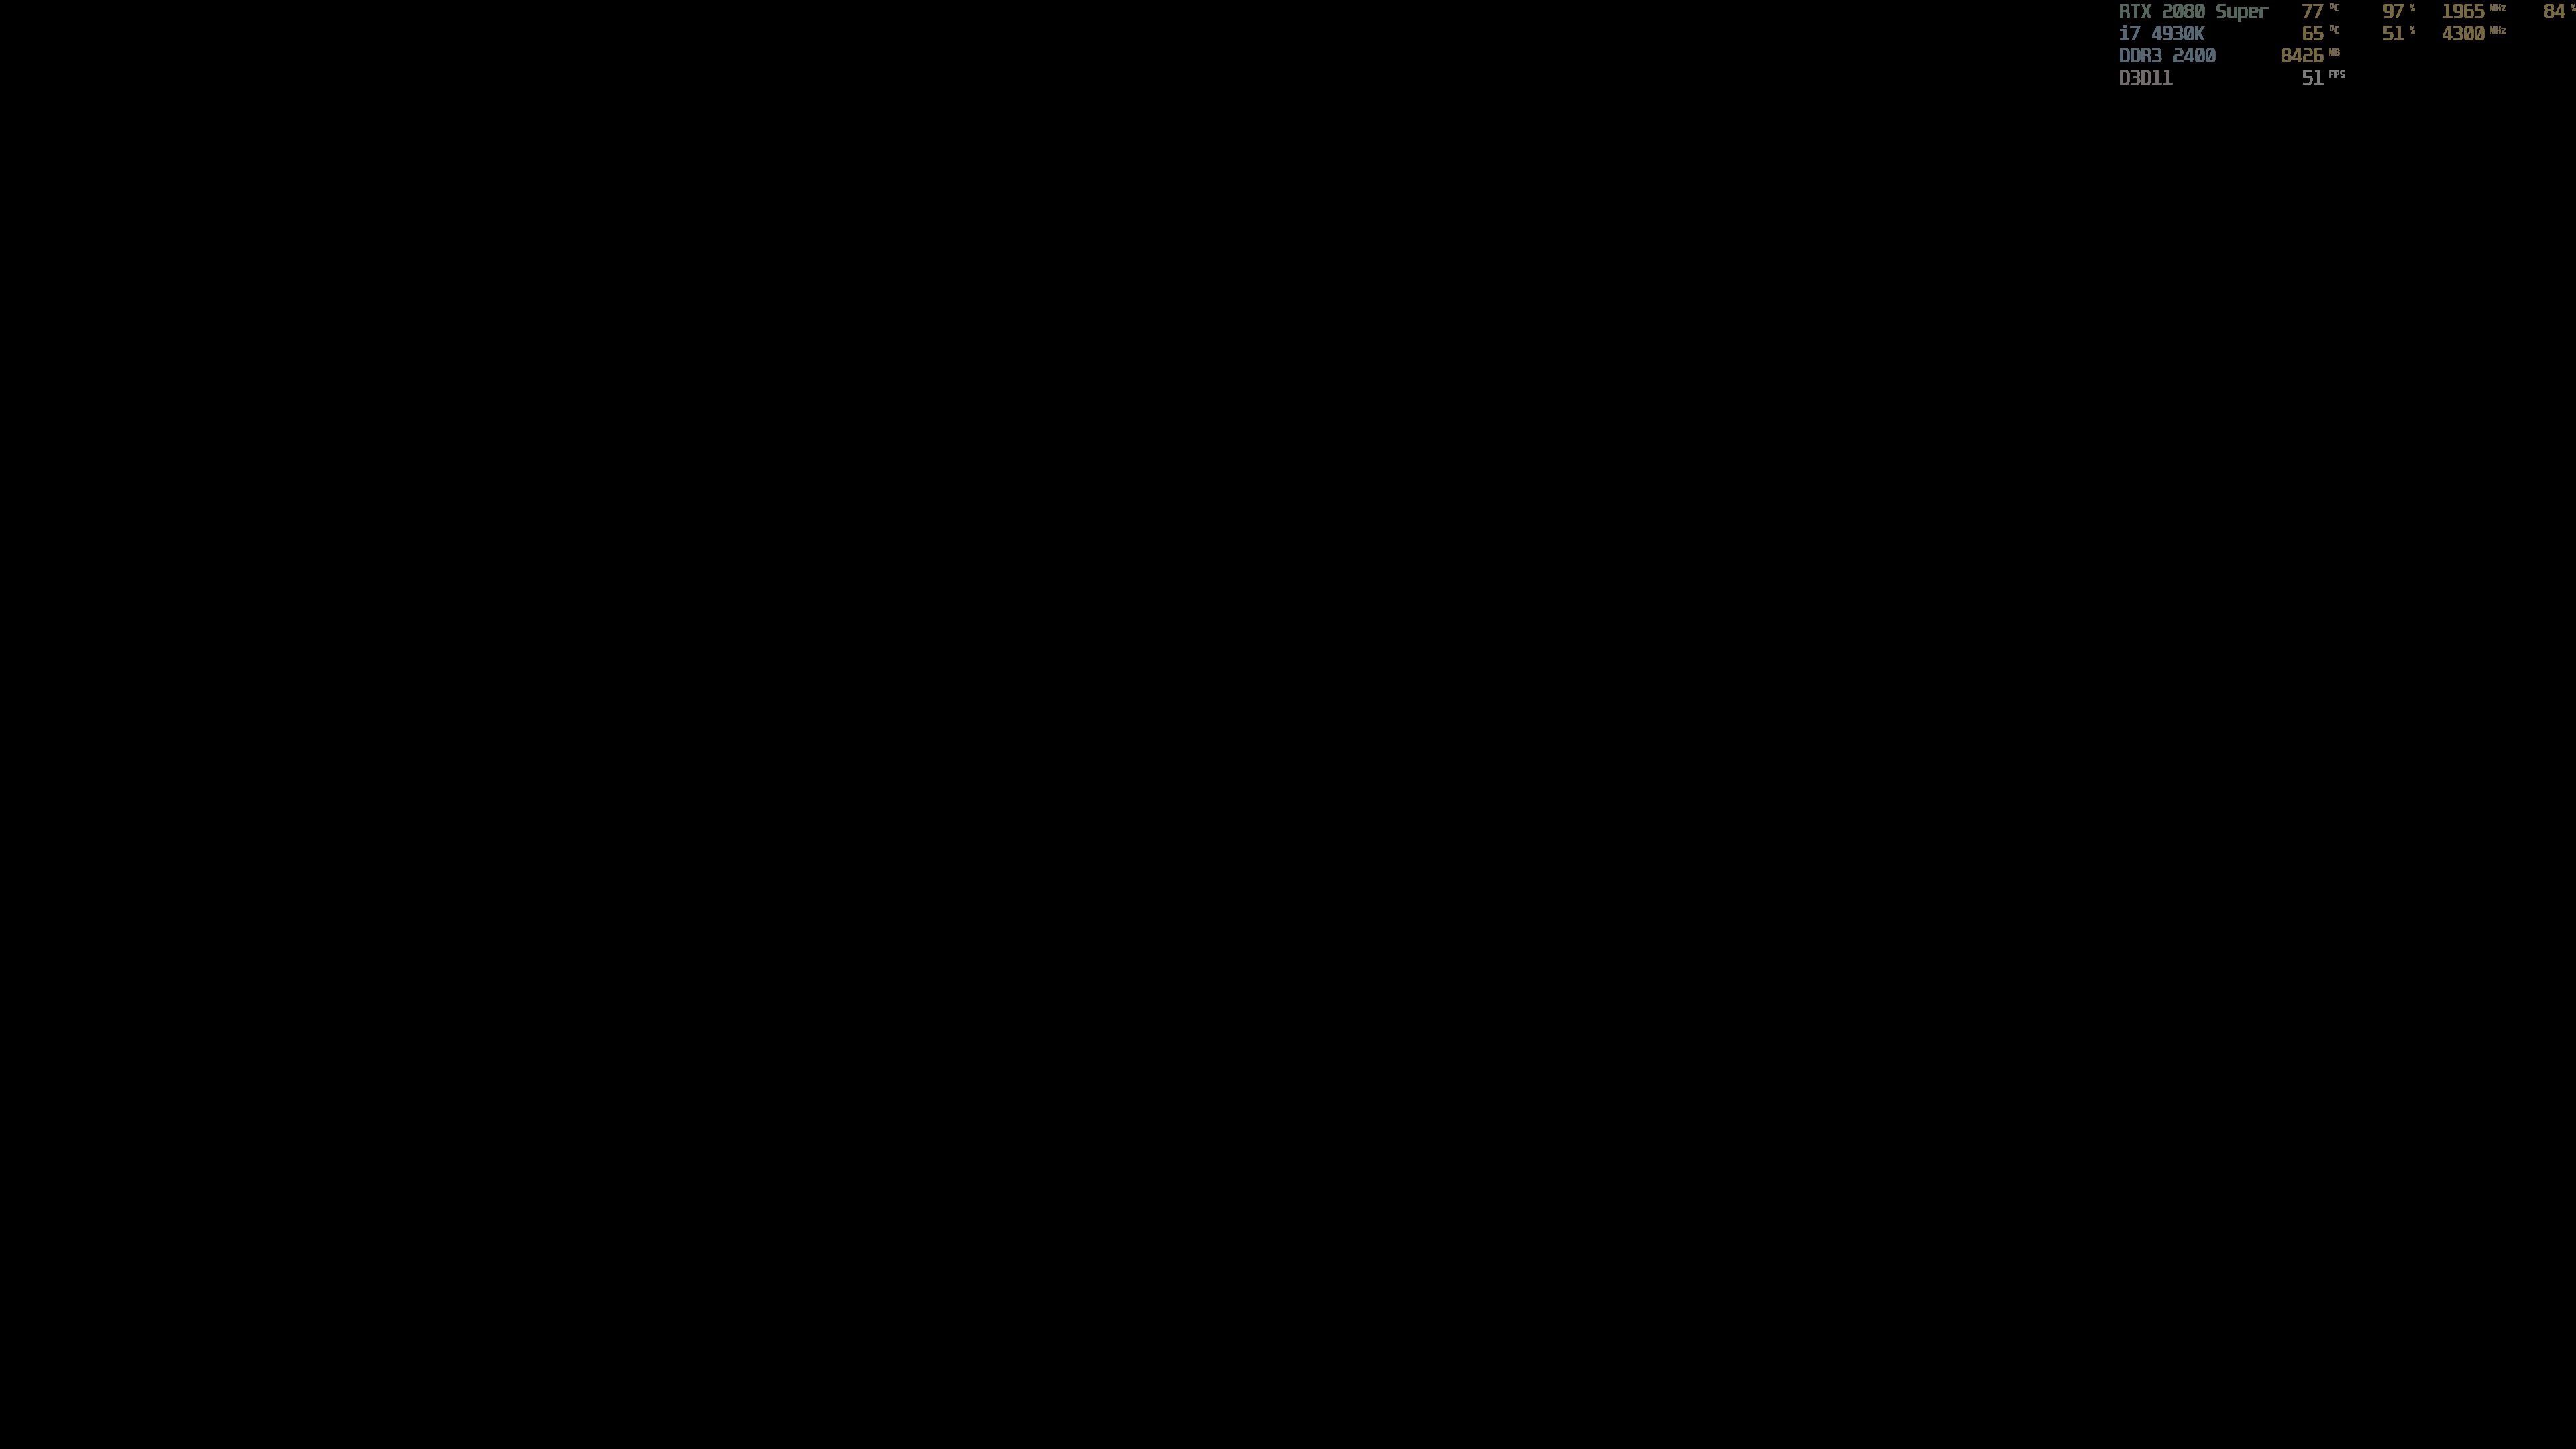 RTX 2080 Super 77 °C 97 % 1965 MHz 84 %
i7 4930K 65 °C 51 % 4300 MHz
DDR3 2400 8426 MB
D3D11 51 FPS